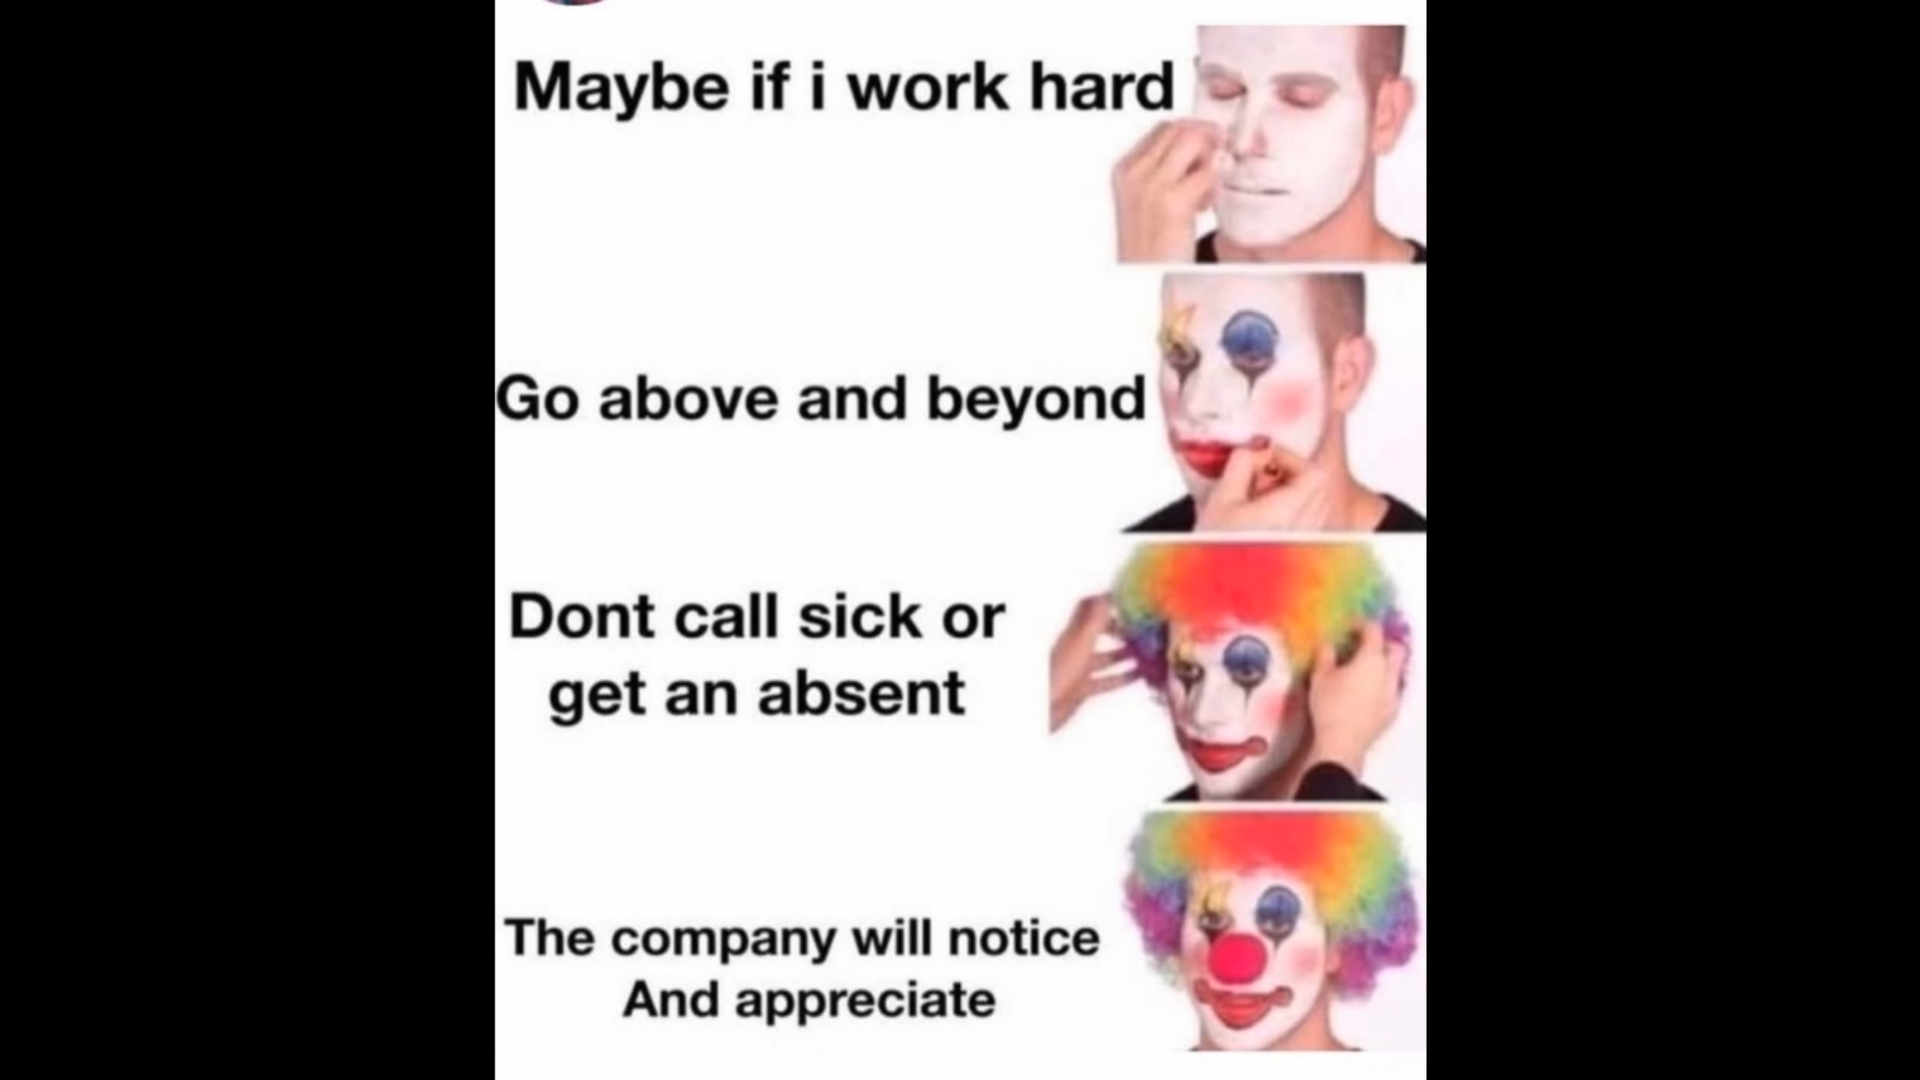 Maybe if i work hard
Go above and beyond
Dont call sick or
get an absent
The company will notice
And appreciate